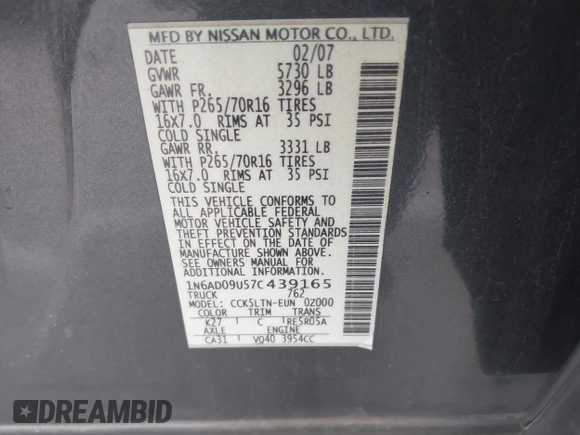 MFD BY NISSAN MOTOR CO., LTD.
DATE 02/07
GVWR 5730 LB
GAWR FR. 3296 LB
WITH P265/70R16 TIRES
16X7.0 RIMS AT 35 PSI
COLD SINGLE
GAWR RR. 3331 LB
WITH P265/70R16 TIRES
16X7.0 RIMS AT 35 PSI
COLD SINGLE
THIS VEHICLE CONFORMS TO
ALL APPLICABLE FEDERAL
MOTOR VEHICLE SAFETY AND
THEFT PREVENTION STANDARDS
IN EFFECT ON THE DATE OF
MANUFACTURE SHOWN ABOVE.
SEE OWNERS MANUAL FOR
ADDITIONAL INFORMATION.
1N6AD09U57C439165
TRUCK /762
MODEL: CCK5LTN-EUN 0Z000
COLOR TRIM TRANS
K27 C RE5R05A
AXLE ENGINE
CA31 VQ40 3954CC
DREAMBID